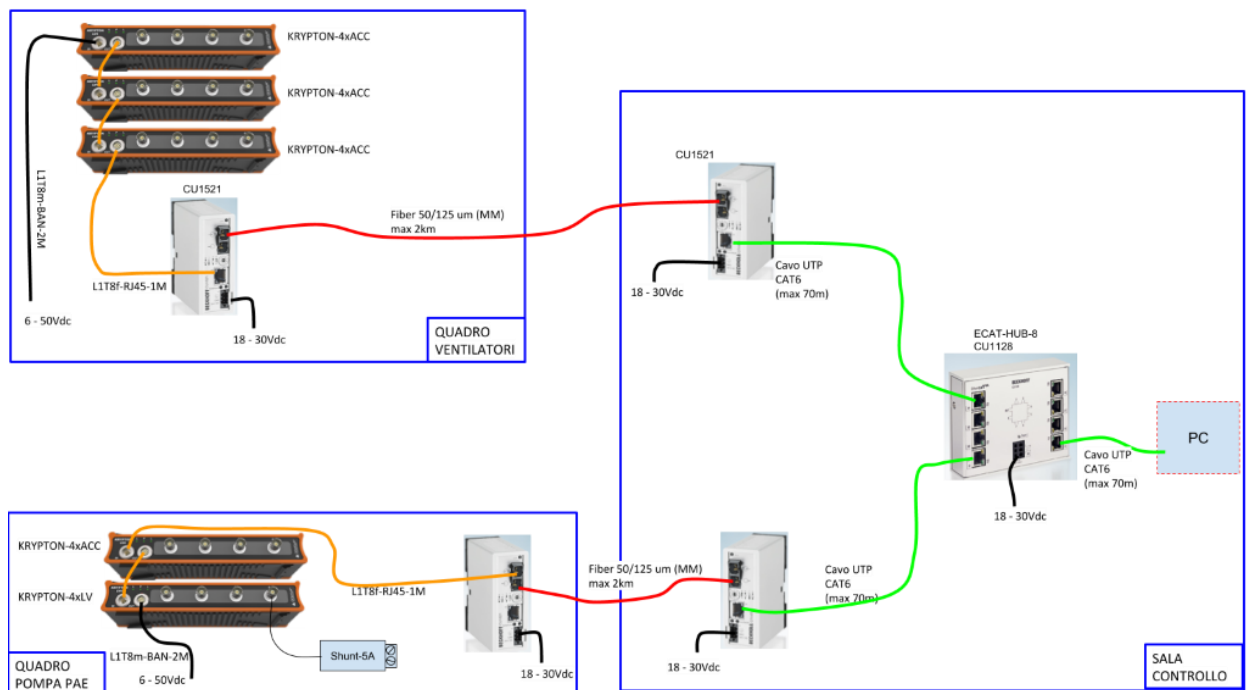 KRYPTON-4xACC
KRYPTON-4xACC
KRYPTON-4xACC
L1T8m-BAN-2M
CU1521
Fiber 50/125 um (MM)
max 2km
L1T8f-RJ45-1M
6 - 50Vdc
18 - 30Vdc
QUADRO
VENTILATORI
CU1521
18 - 30Vdc
Cavo UTP
CAT6
(max 70m)
ECAT-HUB-8
CU1128
PC
Cavo UTP
CAT6
(max 70m)
18 - 30Vdc
KRYPTON-4xACC
KRYPTON-4xLV
L1T8f-RJ45-1M
Fiber 50/125 um (MM)
max 2km
Cavo UTP
CAT6
(max 70m)
L1T8m-BAN-2M
Shunt-5A
6 - 50Vdc
18 - 30Vdc
18 - 30Vdc
QUADRO
POMPA PAE
SALA
CONTROLLO